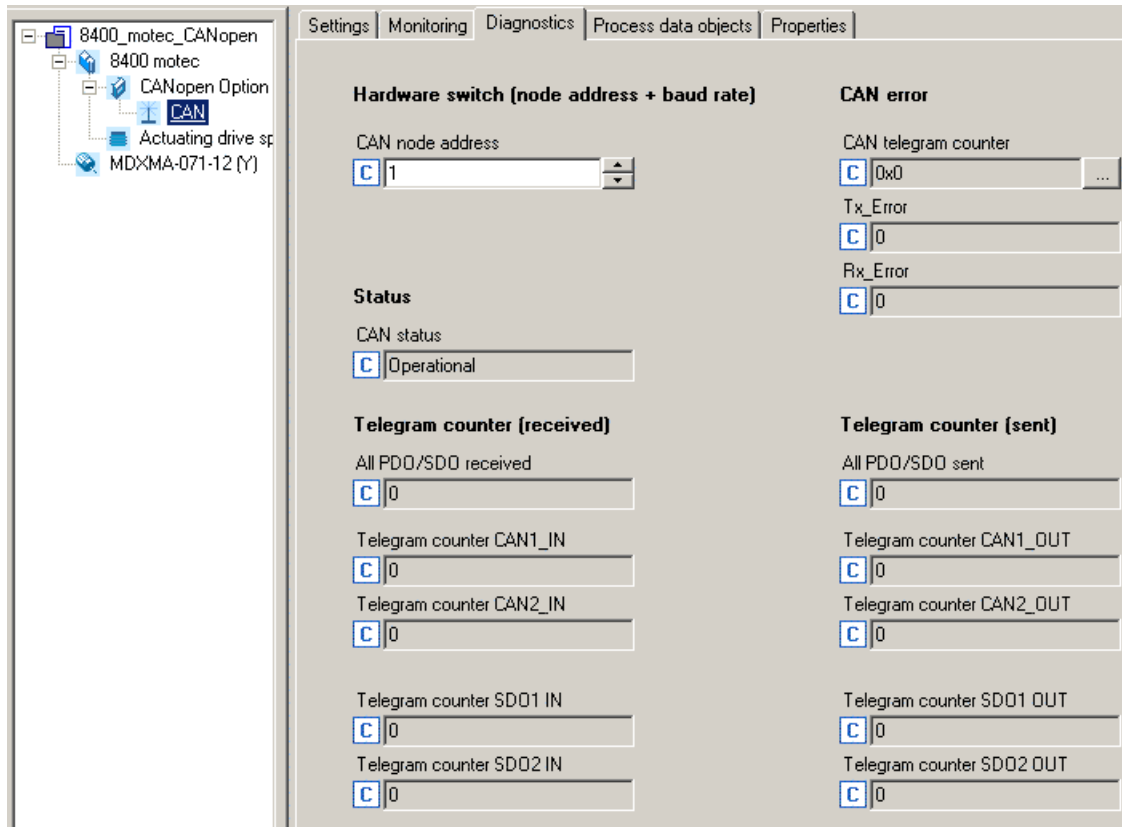 8400_motec_CANopen
8400 motec
CANopen Option
CAN
Actuating drive sp
MDXMA-071-12 (Y)
Settings Monitoring Diagnostics Process data objects Properties
Hardware switch (node address + baud rate)
CAN node address
C 1
Status
CAN status
C Operational
CAN error
CAN telegram counter
C 0x0 ...
Tx_Error
C 0
Rx_Error
C 0
Telegram counter (received)
All PDO/SDO received
C 0
Telegram counter CAN1_IN
C 0
Telegram counter CAN2_IN
C 0
Telegram counter SDO1 IN
C 0
Telegram counter SDO2 IN
C 0
Telegram counter (sent)
All PDO/SDO sent
C 0
Telegram counter CAN1_OUT
C 0
Telegram counter CAN2_OUT
C 0
Telegram counter SDO1 OUT
C 0
Telegram counter SDO2 OUT
C 0